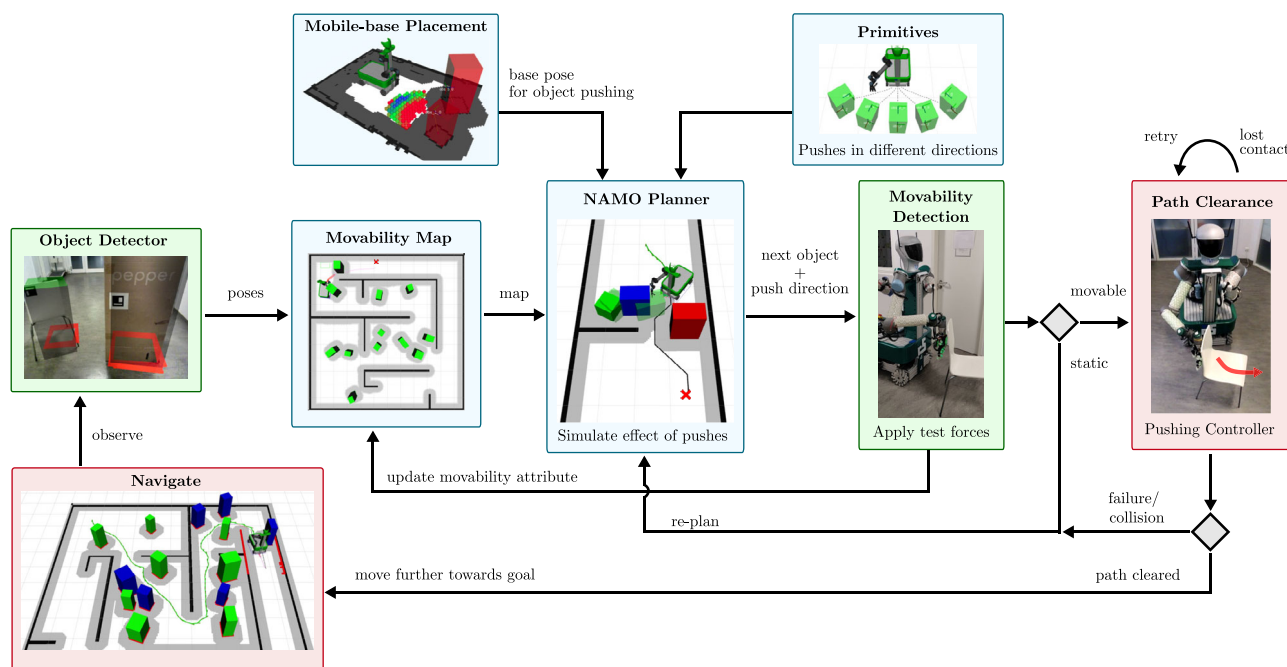 Mobile-base Placement
base pose
for object pushing
Primitives
Pushes in different directions
retry
lost
contact
Object Detector
pepper
poses
Movability Map
map
NAMO Planner
Simulate effect of pushes
next object
+
push direction
Movability
Detection
Apply test forces
movable
static
Path Clearance
Pushing Controller
observe
update movability attribute
re-plan
failure/
collision
Navigate
move further towards goal
path cleared